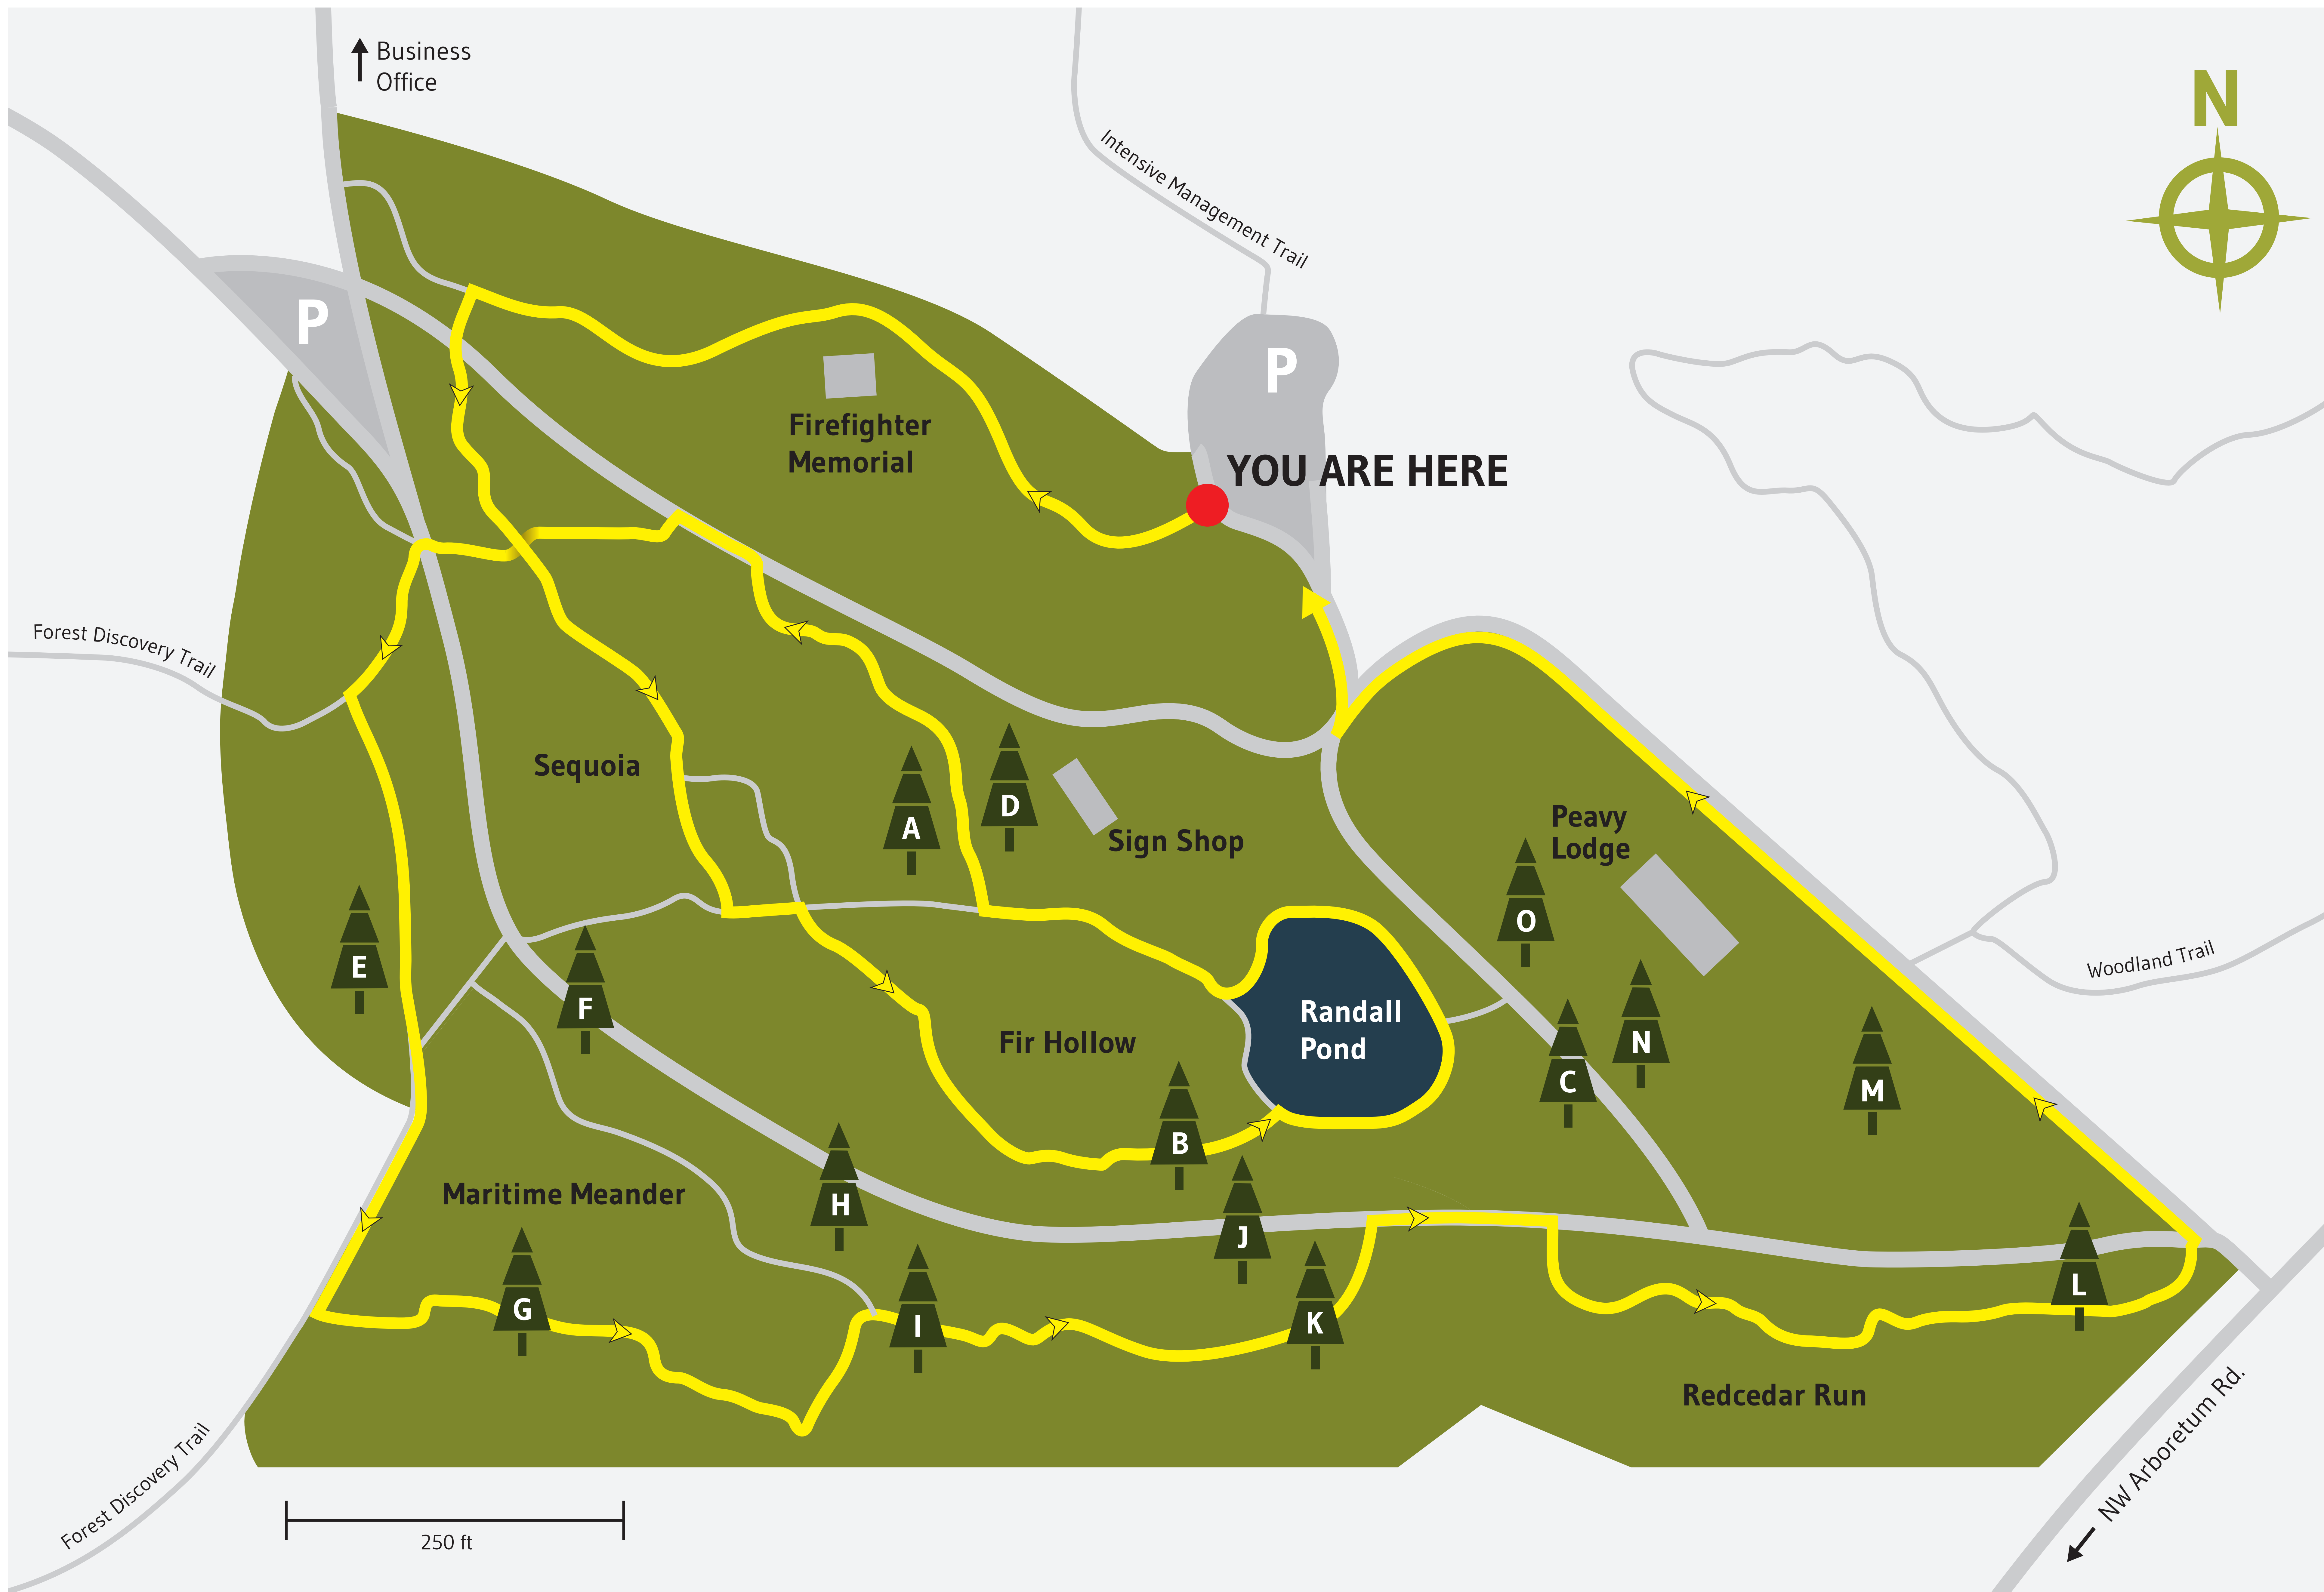 Business
Office
N
Intensive Management Trail
P
P
YOU ARE HERE
Firefighter
Memorial
Forest Discovery Trail
Sequoia
A
D
Sign Shop
Peavy
Lodge
O
E
F
Randall
Pond
Fir Hollow
C
N
M
Woodland Trail
B
Maritime Meander
H
J
G
I
K
L
Redcedar Run
NW Arboretum Rd.
Forest Discovery Trail
250 ft